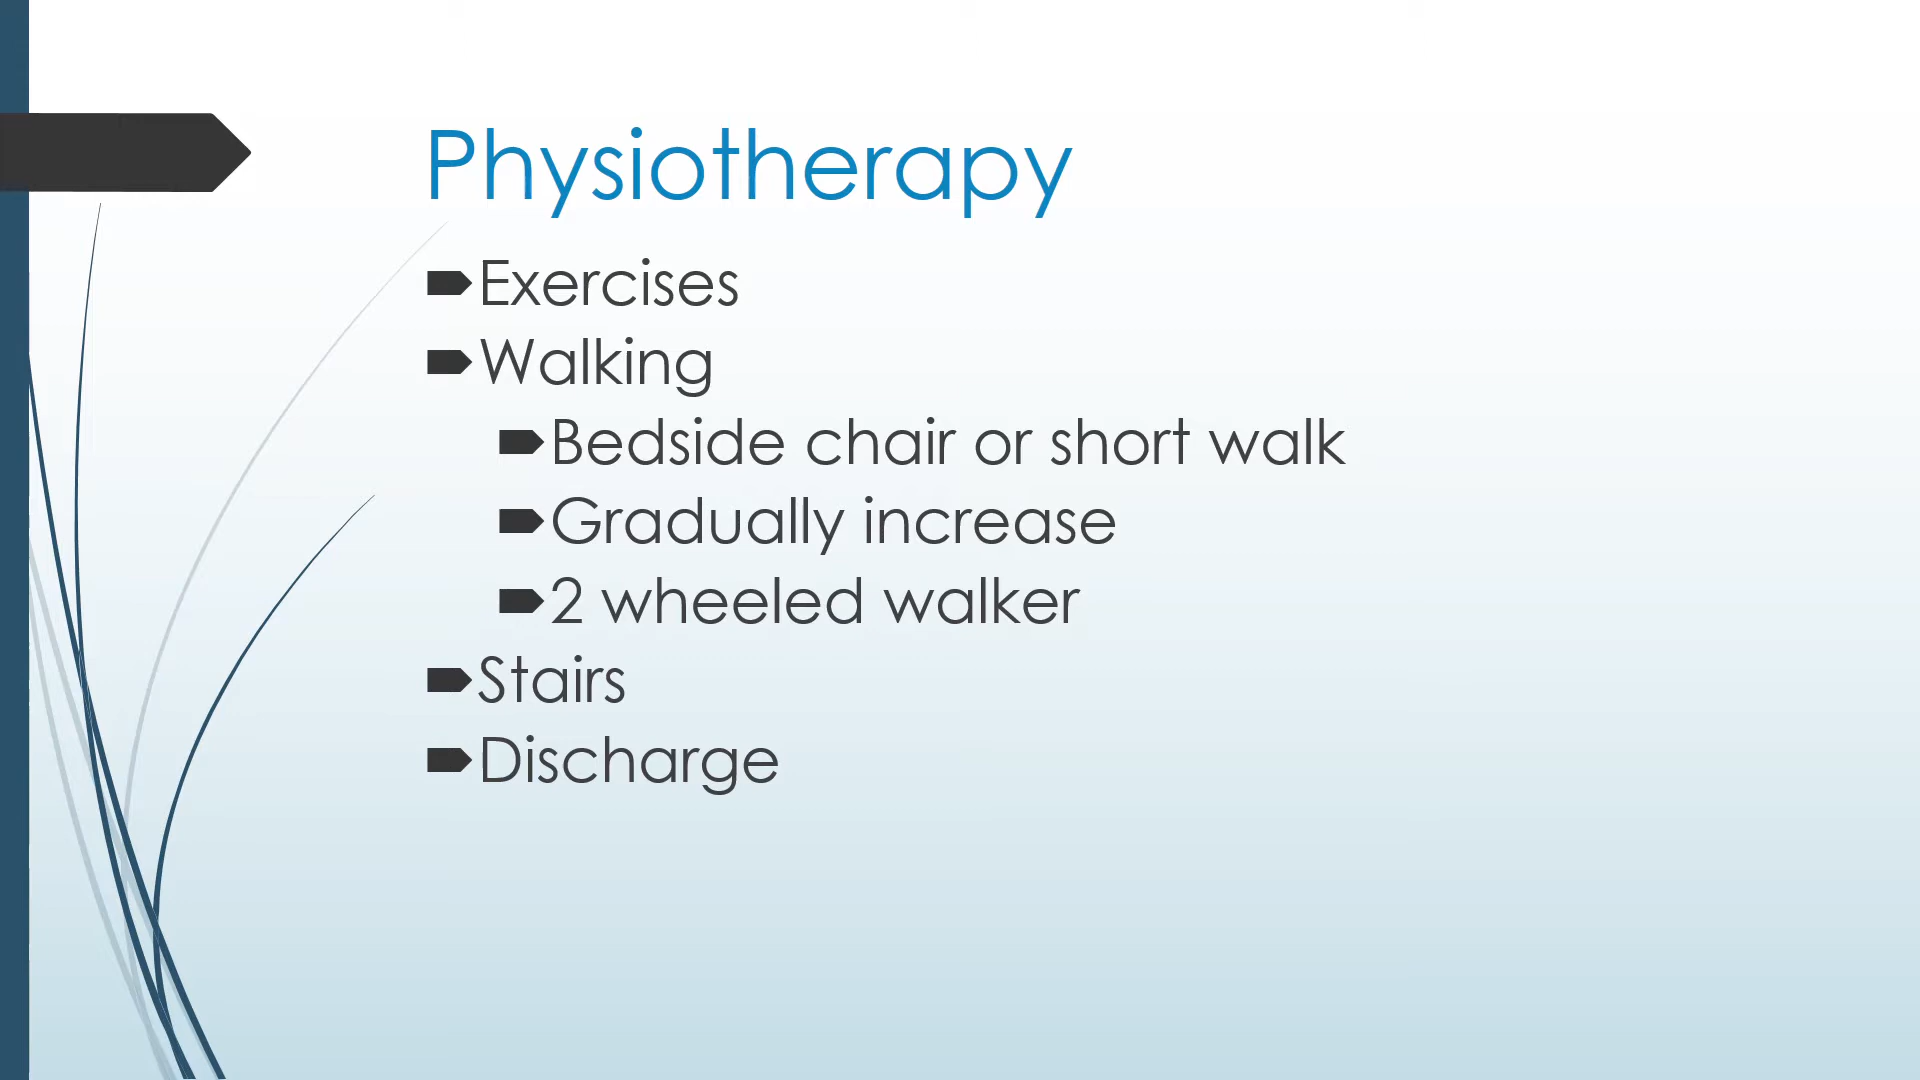 Physiotherapy
Exercises
Walking
Bedside chair or short walk
Gradually increase
2 wheeled walker
Stairs
Discharge